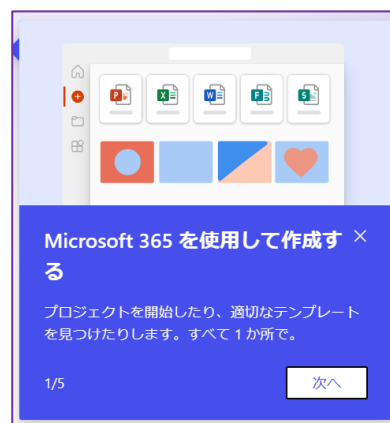 Microsoft 365 を使用して作成す
る
プロジェクトを開始したり、適切なテンプレート
を見つけたりします。すべて 1 か所で。
1/5
次へ